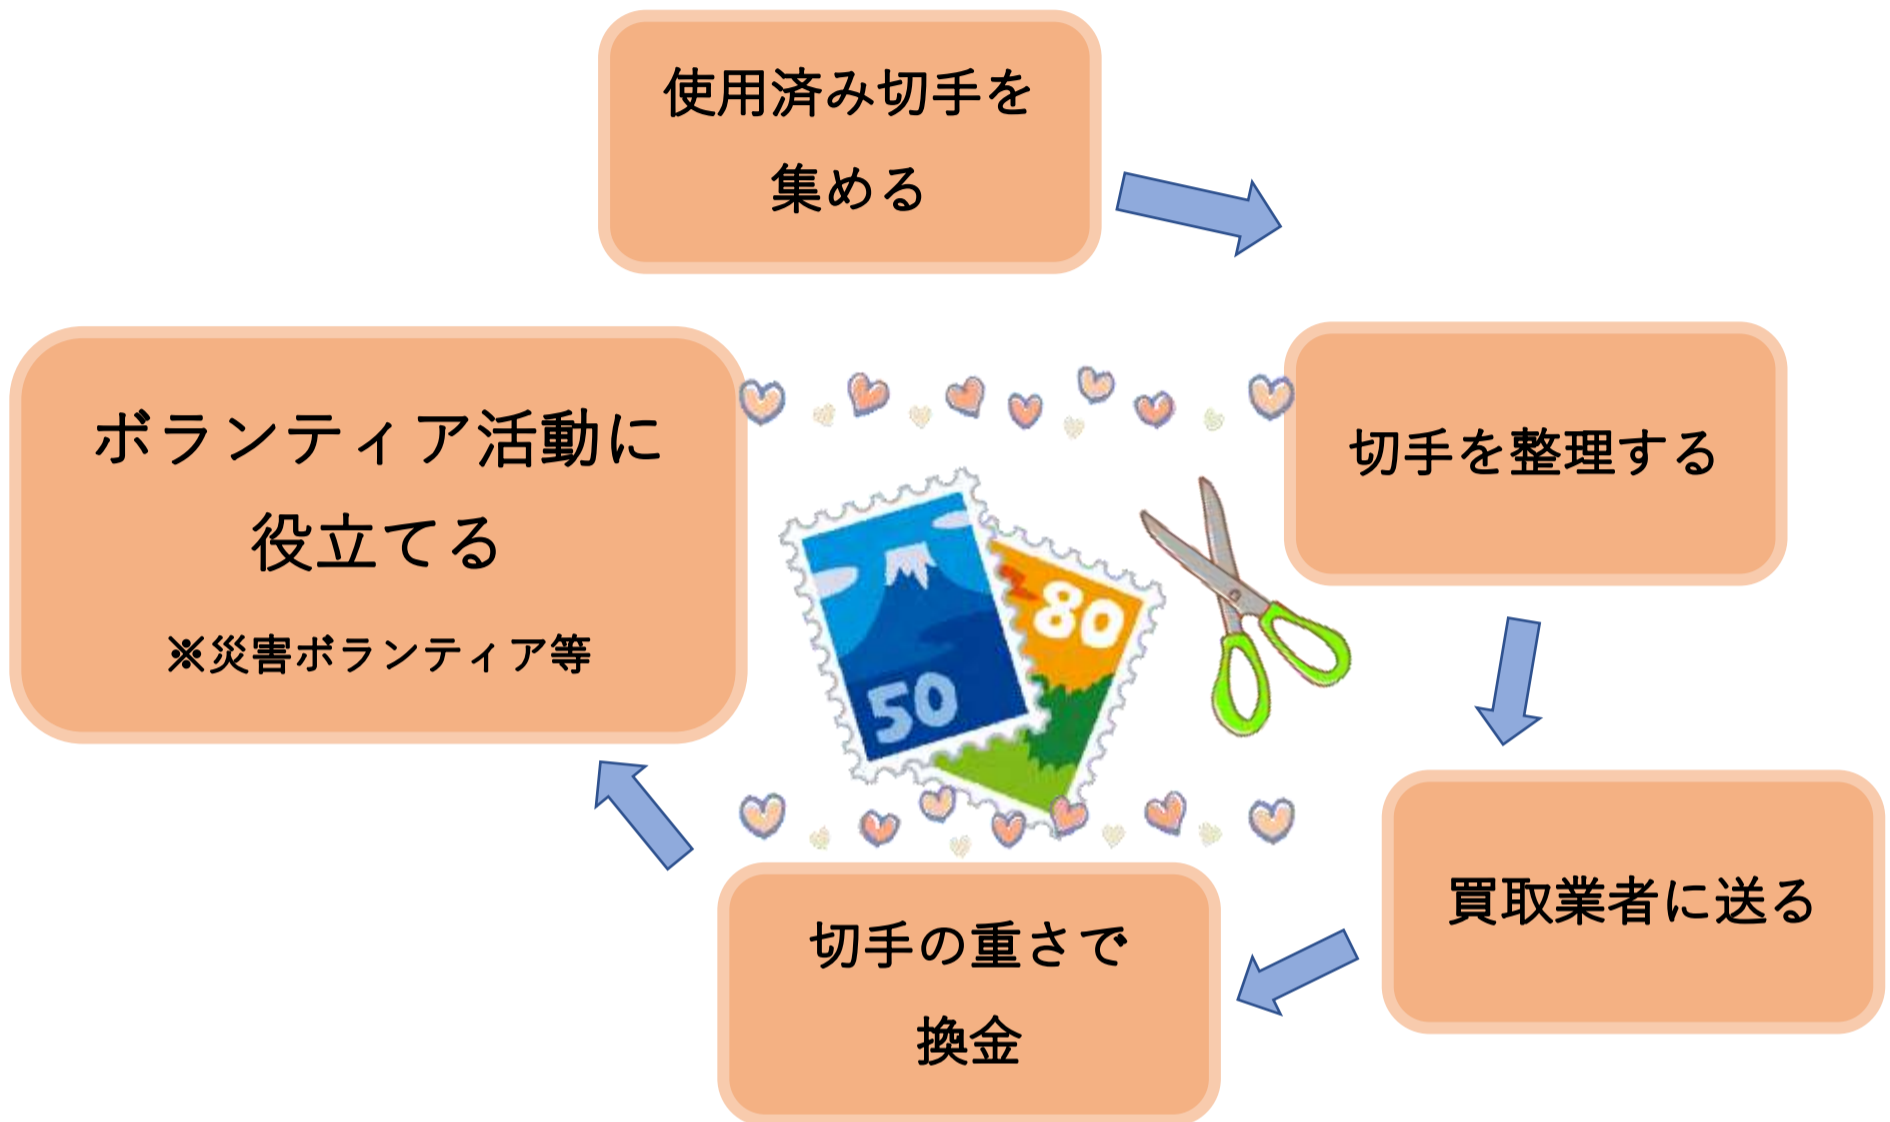 使用済み切手を
集める
切手を整理する
買取業者に送る
切手の重さで
換金
ボランティア活動に
役立てる
※災害ボランティア等
50
80